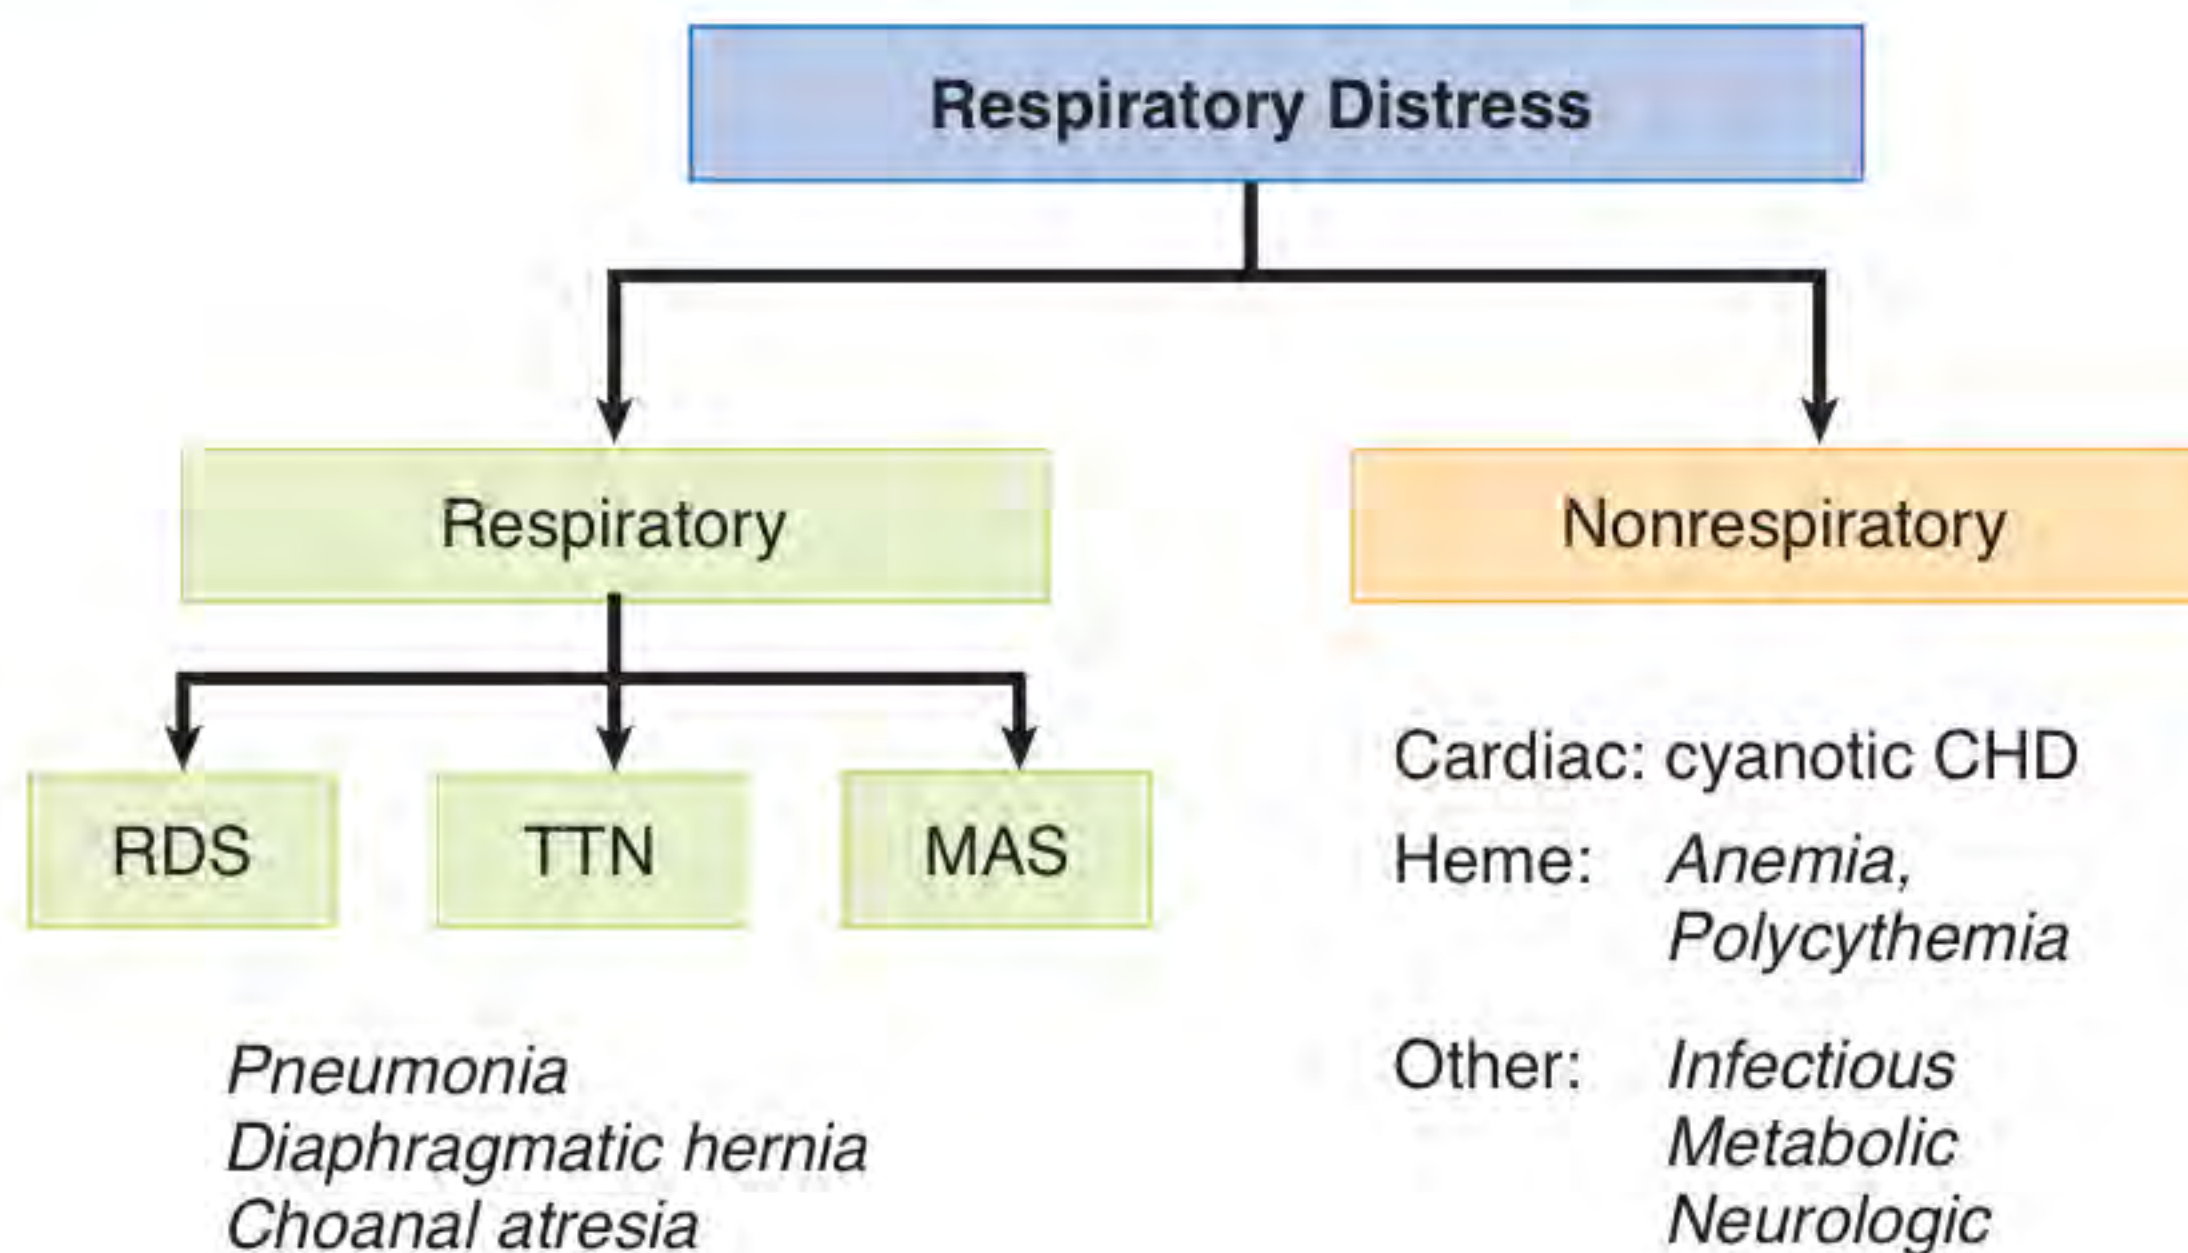 Respiratory Distress
Respiratory
Nonrespiratory
RDS
TTN
MAS
Pneumonia
Diaphragmatic hernia
Choanal atresia
Cardiac: cyanotic CHD
Heme: Anemia,
Polycythemia
Other: Infectious
Metabolic
Neurologic